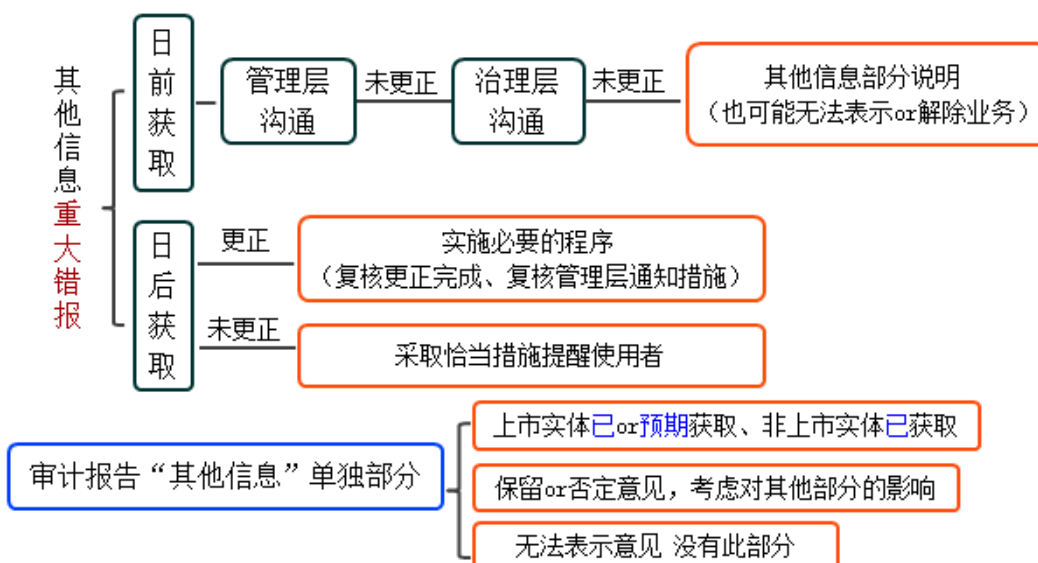 其他信息重大错报
日前获取
管理层
沟通
未更正
治理层
沟通
未更正
其他信息部分说明
（也可能无法表示or解除业务）
日后获取
更正
实施必要的程序
（复核更正完成、复核管理层通知措施）
未更正
采取恰当措施提醒使用者
审计报告“其他信息”单独部分
上市实体已or预期获取、非上市实体已获取
保留or否定意见，考虑对其他部分的影响
无法表示意见 没有此部分